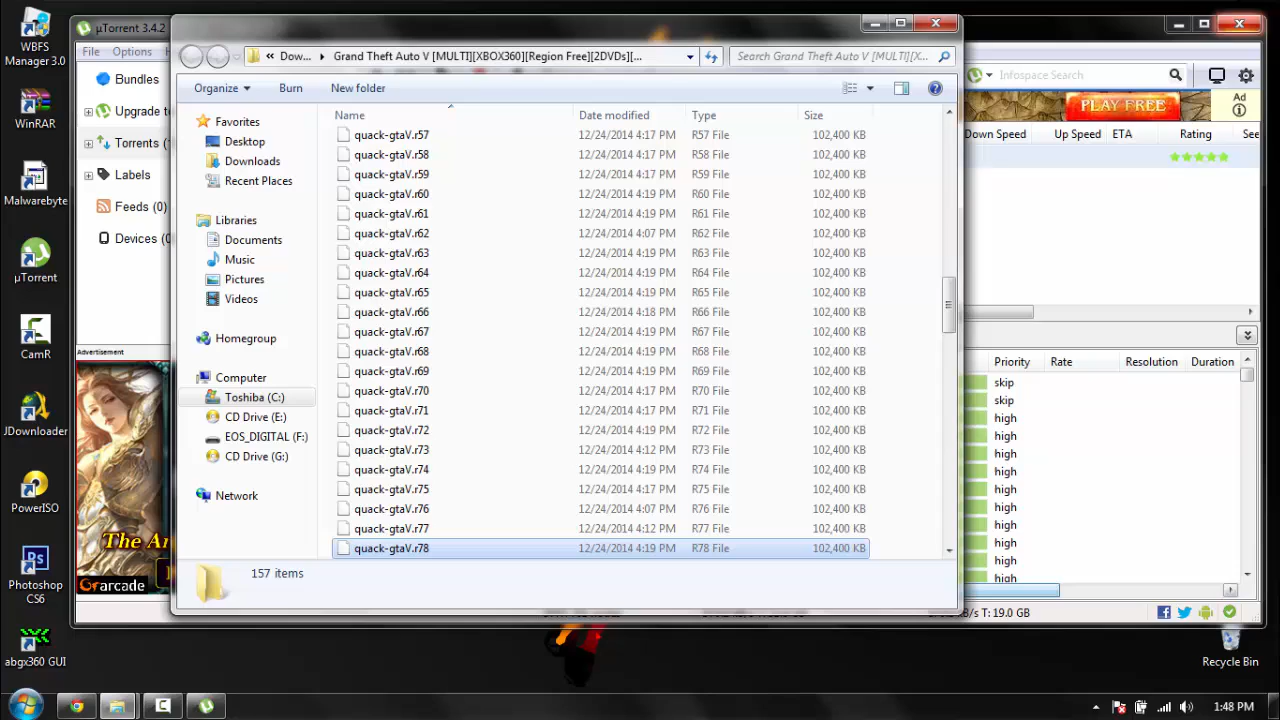 WBFS
Manager 3.0
WinRAR
Malwarebyte
µTorrent
CamR
JDownloader
PowerISO
Photoshop
CS6
abgx360 GUI
µTorrent 3.4.2
File Options
Bundles
Upgrade to
Torrents (
Labels
Feeds (0)
Devices (
Advertisement
The Ar
arcade
« Dow... Grand Theft Auto V [MULTI][XBOX360][Region Free][2DVDs][...
Search Grand Theft Auto V [MULTI][X...
Organize Burn New folder
Favorites
Desktop
Downloads
Recent Places
Libraries
Documents
Music
Pictures
Videos
Homegroup
Computer
Toshiba (C:)
CD Drive (E:)
EOS_DIGITAL (F:)
CD Drive (G:)
Network
Name Date modified Type Size
quack-gtaV.r57 12/24/2014 4:17 PM R57 File 102,400 KB
quack-gtaV.r58 12/24/2014 4:17 PM R58 File 102,400 KB
quack-gtaV.r59 12/24/2014 4:17 PM R59 File 102,400 KB
quack-gtaV.r60 12/24/2014 4:19 PM R60 File 102,400 KB
quack-gtaV.r61 12/24/2014 4:19 PM R61 File 102,400 KB
quack-gtaV.r62 12/24/2014 4:07 PM R62 File 102,400 KB
quack-gtaV.r63 12/24/2014 4:19 PM R63 File 102,400 KB
quack-gtaV.r64 12/24/2014 4:19 PM R64 File 102,400 KB
quack-gtaV.r65 12/24/2014 4:19 PM R65 File 102,400 KB
quack-gtaV.r66 12/24/2014 4:18 PM R66 File 102,400 KB
quack-gtaV.r67 12/24/2014 4:19 PM R67 File 102,400 KB
quack-gtaV.r68 12/24/2014 4:19 PM R68 File 102,400 KB
quack-gtaV.r69 12/24/2014 4:19 PM R69 File 102,400 KB
quack-gtaV.r70 12/24/2014 4:17 PM R70 File 102,400 KB
quack-gtaV.r71 12/24/2014 4:17 PM R71 File 102,400 KB
quack-gtaV.r72 12/24/2014 4:19 PM R72 File 102,400 KB
quack-gtaV.r73 12/24/2014 4:12 PM R73 File 102,400 KB
quack-gtaV.r74 12/24/2014 4:19 PM R74 File 102,400 KB
quack-gtaV.r75 12/24/2014 4:17 PM R75 File 102,400 KB
quack-gtaV.r76 12/24/2014 4:07 PM R76 File 102,400 KB
quack-gtaV.r77 12/24/2014 4:12 PM R77 File 102,400 KB
quack-gtaV.r78 12/24/2014 4:19 PM R78 File 102,400 KB
157 items
Infospace Search
PLAY FREE
Ad
Down Speed Up Speed ETA Rating See
Priority Rate Resolution Duration
skip
skip
high
high
high
high
high
high
high
high
high
high
T: 19.0 GB
Recycle Bin
1:48 PM